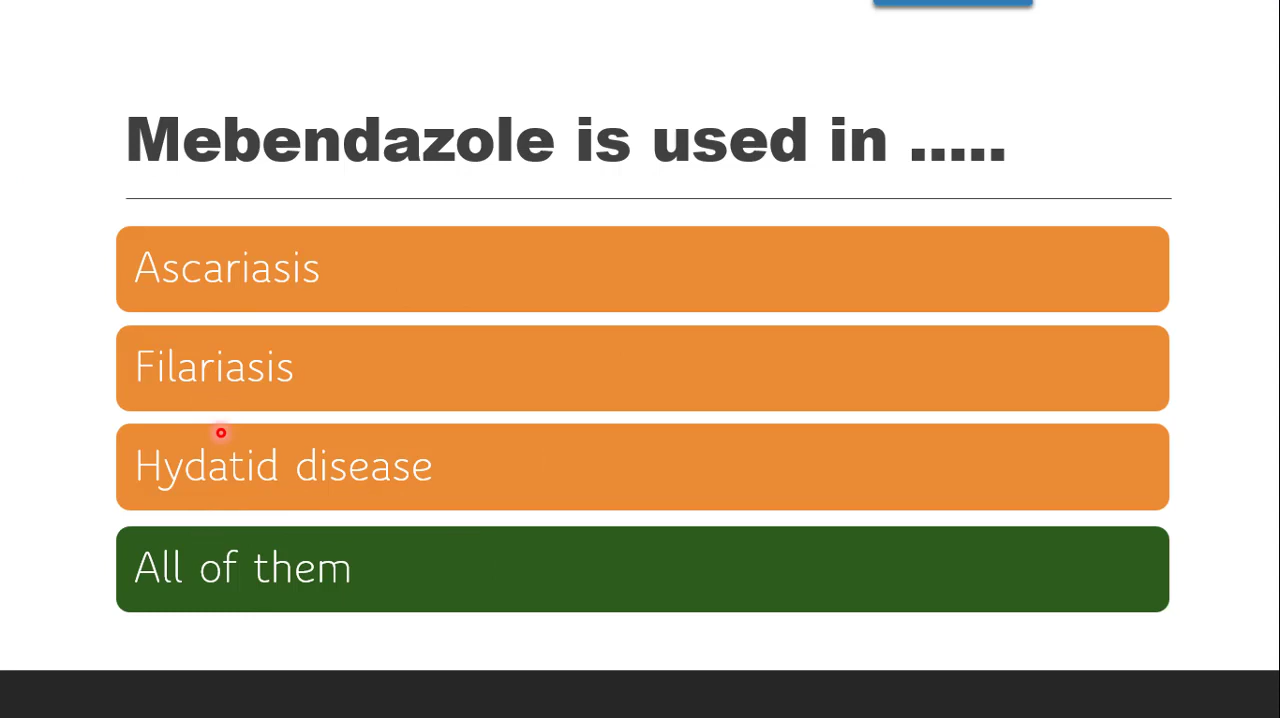 Mebendazole is used in .....
Ascariasis
Filariasis
Hydatid disease
All of them